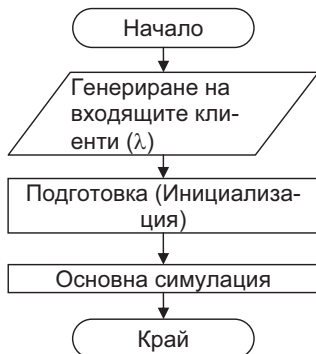 Начало
Генериране на
входящите кли-
енти (λ)
Подготовка (Инициализа-
ция)
Основна симулация
Край